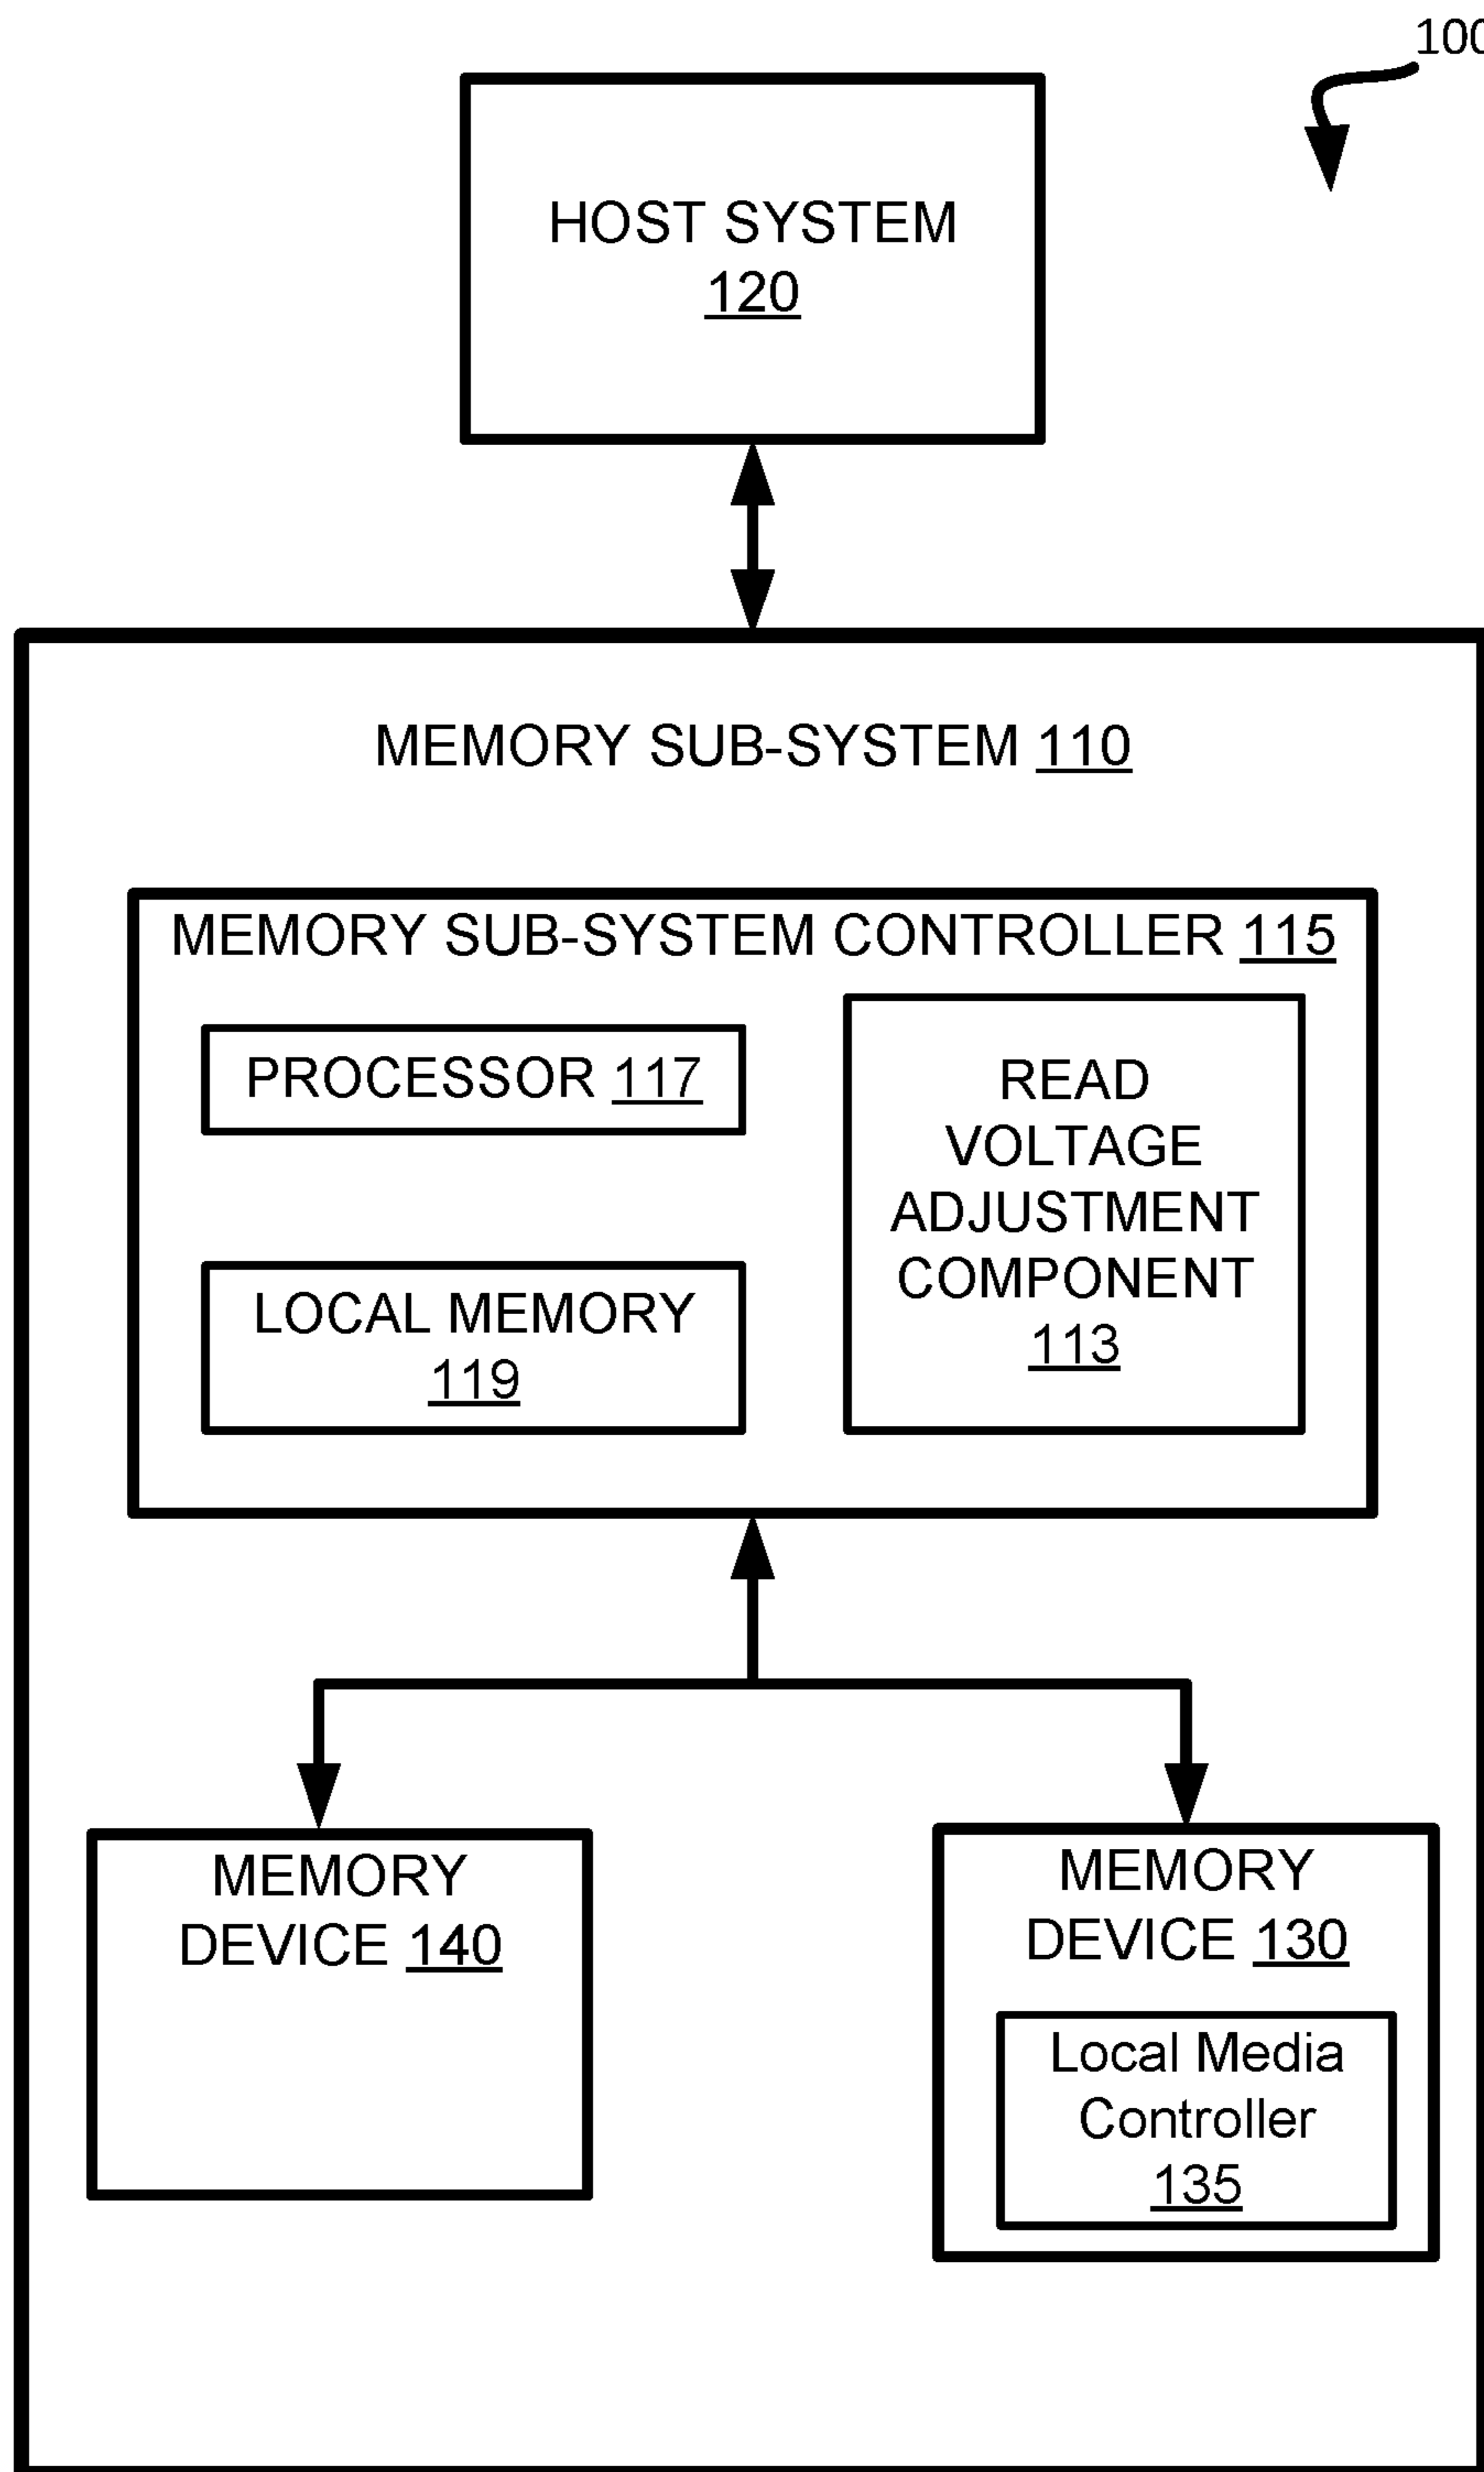 100
HOST SYSTEM
120
MEMORY SUB-SYSTEM 110
MEMORY SUB-SYSTEM CONTROLLER 115
PROCESSOR 117
READ
VOLTAGE
ADJUSTMENT
COMPONENT
113
LOCAL MEMORY
119
MEMORY
DEVICE 140
MEMORY
DEVICE 130
Local Media
Controller
135